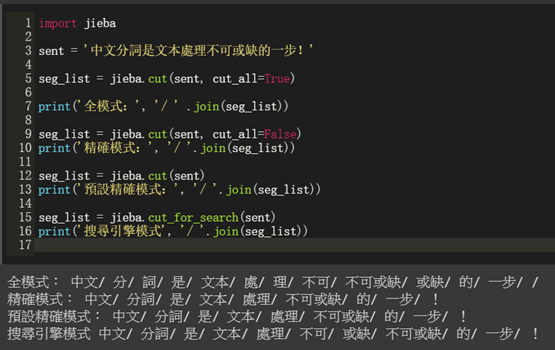 1 import jieba
2
3 sent = '中文分詞是文本處理不可或缺的一步！'
4
5 seg_list = jieba.cut(sent, cut_all=True)
6
7 print('全模式：', '/ ' .join(seg_list))
8
9 seg_list = jieba.cut(sent, cut_all=False)
10 print('精確模式：', '/ '.join(seg_list))
11
12 seg_list = jieba.cut(sent)
13 print('預設精確模式：', '/ '.join(seg_list))
14
15 seg_list = jieba.cut_for_search(sent)
16 print('搜尋引擎模式', '/ '.join(seg_list))
17
全模式： 中文/ 分/ 詞/ 是/ 文本/ 處/ 理/ 不可/ 不可或缺/ 或缺/ 的/ 一步/ /
精確模式： 中文/ 分詞/ 是/ 文本/ 處理/ 不可或缺/ 的/ 一步/ ！
預設精確模式： 中文/ 分詞/ 是/ 文本/ 處理/ 不可或缺/ 的/ 一步/ ！
搜尋引擎模式 中文/ 分詞/ 是/ 文本/ 處理/ 不可/ 或缺/ 不可或缺/ 的/ 一步/ ！